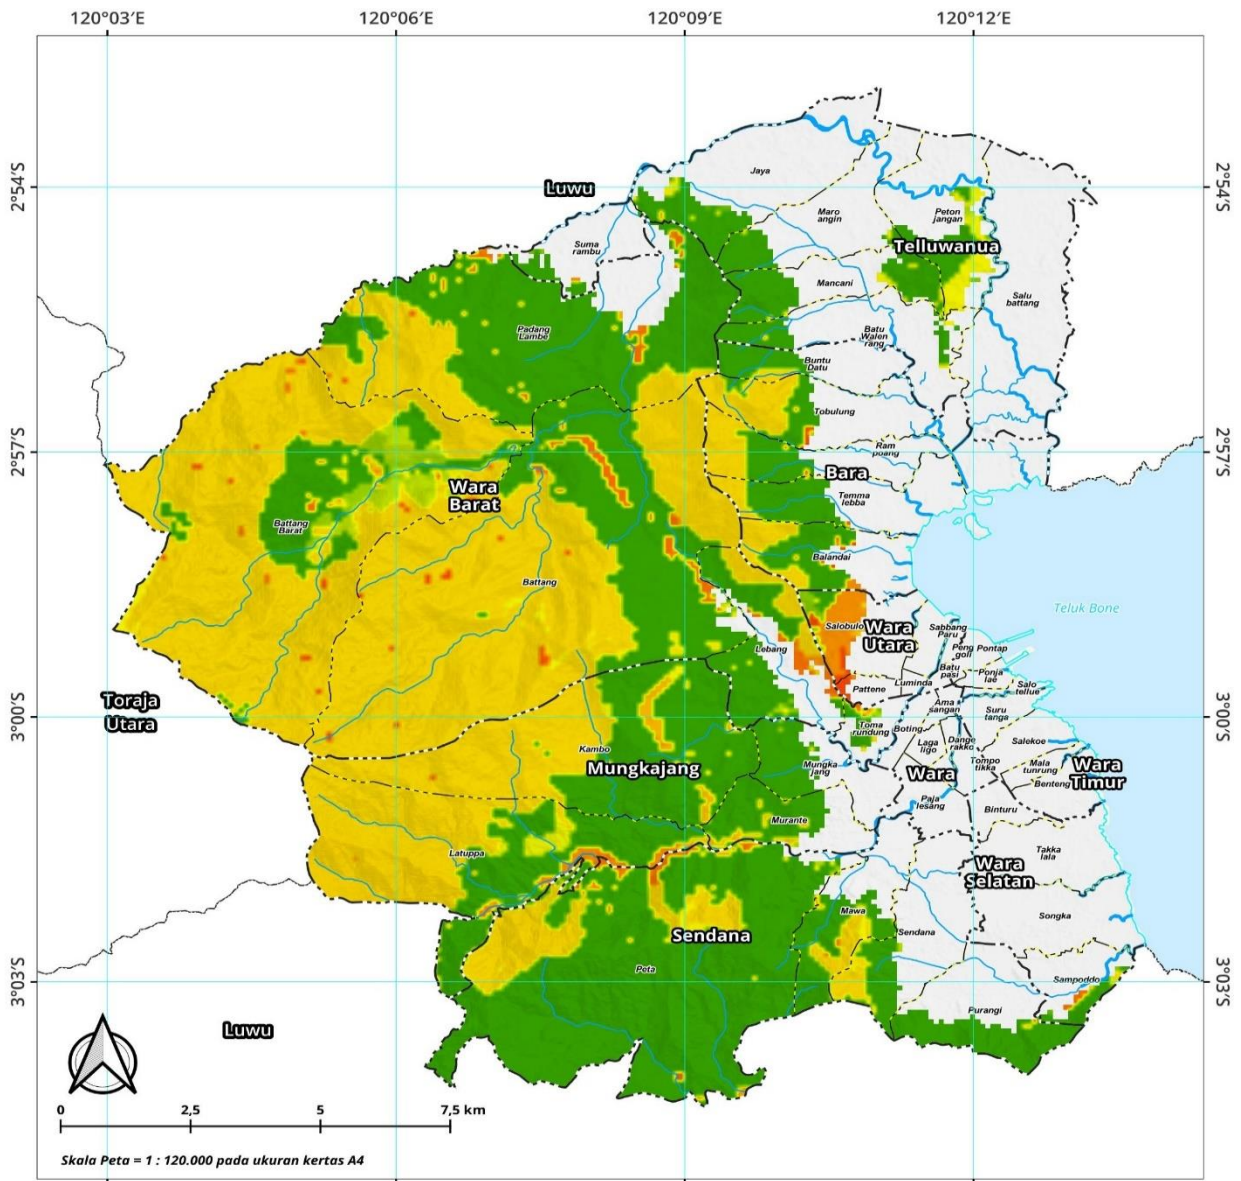 120°03′E 120°06′E 120°09′E 120°12′E
2°54′S
2°54′S
Jaya
Luwu
Maro
angin
Peton
jangan
Telluwanua
Suma
rambu
Mancani
Salu
battang
Padang
Lambe
Batu
Walen
rang
Buntu
Datu
Tobulung
2°57′S
2°57′S
Ram
poang
Bara
Wara
Barat
Temma
lebba
Battang
Barat
Balandai
Battang
Teluk Bone
Salobulo
Wara
Utara
Sabbang
Paru
Peng
goli
Pontap
Lebang
Batu
pasi
Ponja
lae
Pattene
Luminda
Salo
tellue
Toraja
Utara
Ama
sangan
Suru
tanga
3°00′S
3°00′S
Toma
rundung
Boting
Kambo
Laga
ligo
Dange
rakko
Salekoe
Mungkajang
Mungka
jang
Wara
Tompo
tikka
Mala
tunrung
Wara
Timur
Benteng
Paja
lesang
Binturu
Murante
Latuppa
Takka
lala
Wara
Selatan
Mawa
Songka
Sendana
Sendana
Peta
3°03′S
3°03′S
Sampoddo
Purangi
Luwu
0 2,5 5 7,5 km
Skala Peta = 1 : 120.000 pada ukuran kertas A4